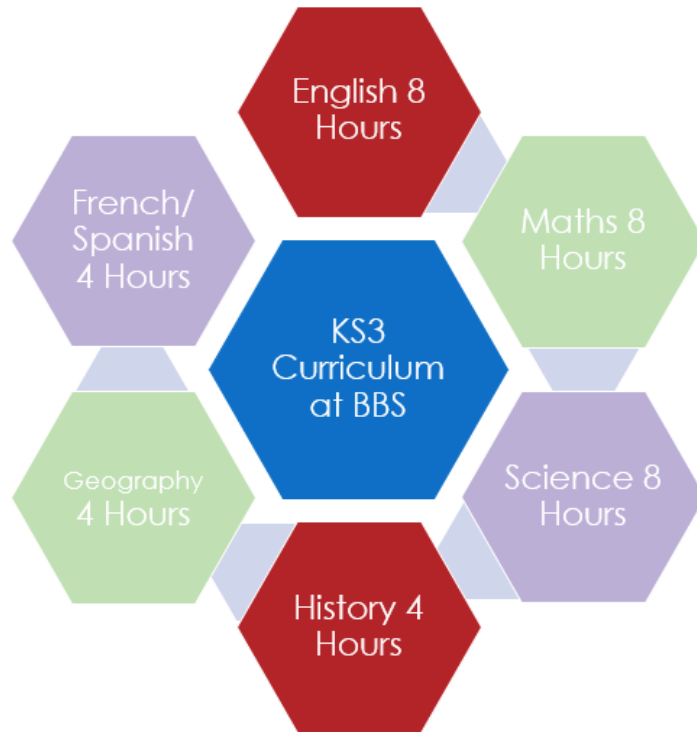 English 8
Hours
Maths 8
Hours
Science 8
Hours
History 4
Hours
Geography
4 Hours
French/
Spanish
4 Hours
KS3
Curriculum
at BBS